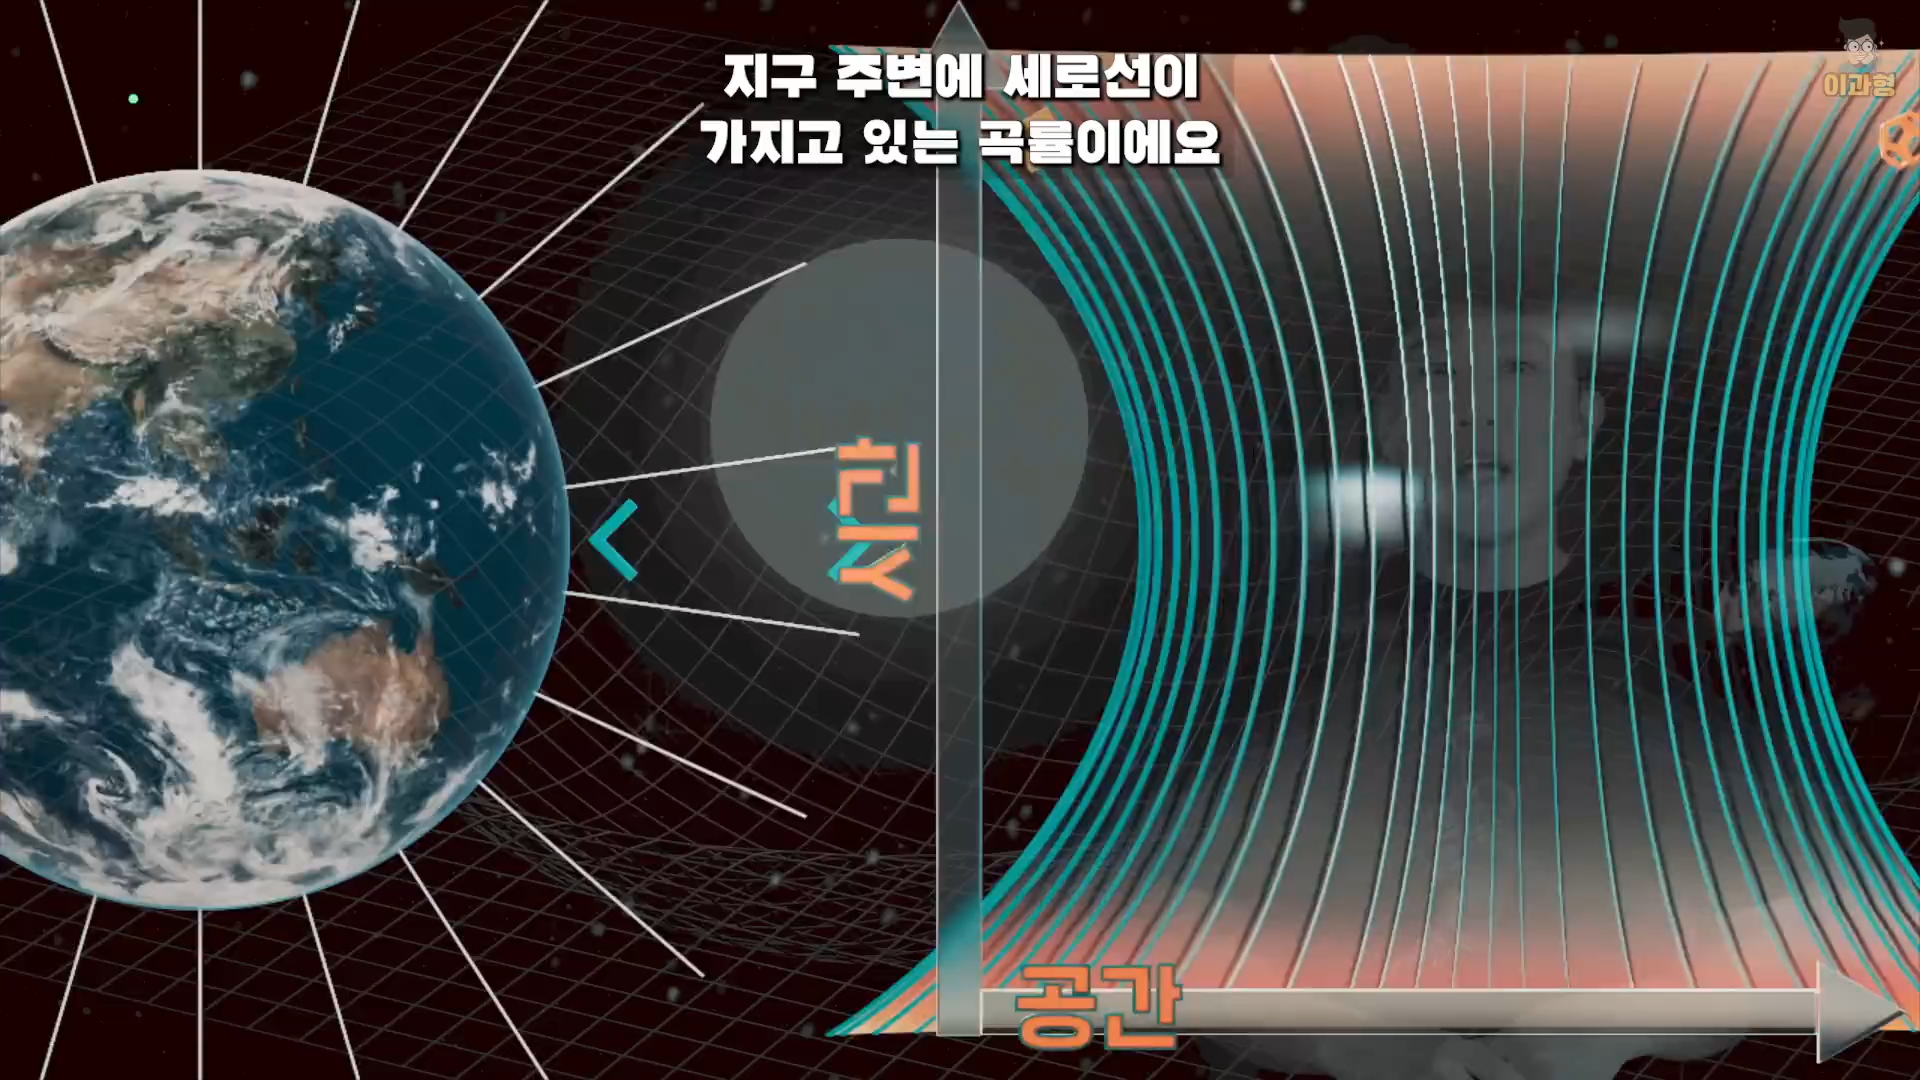 지구 주변에 세로선이
가지고 있는 곡률이에요
이과형
시간
공간